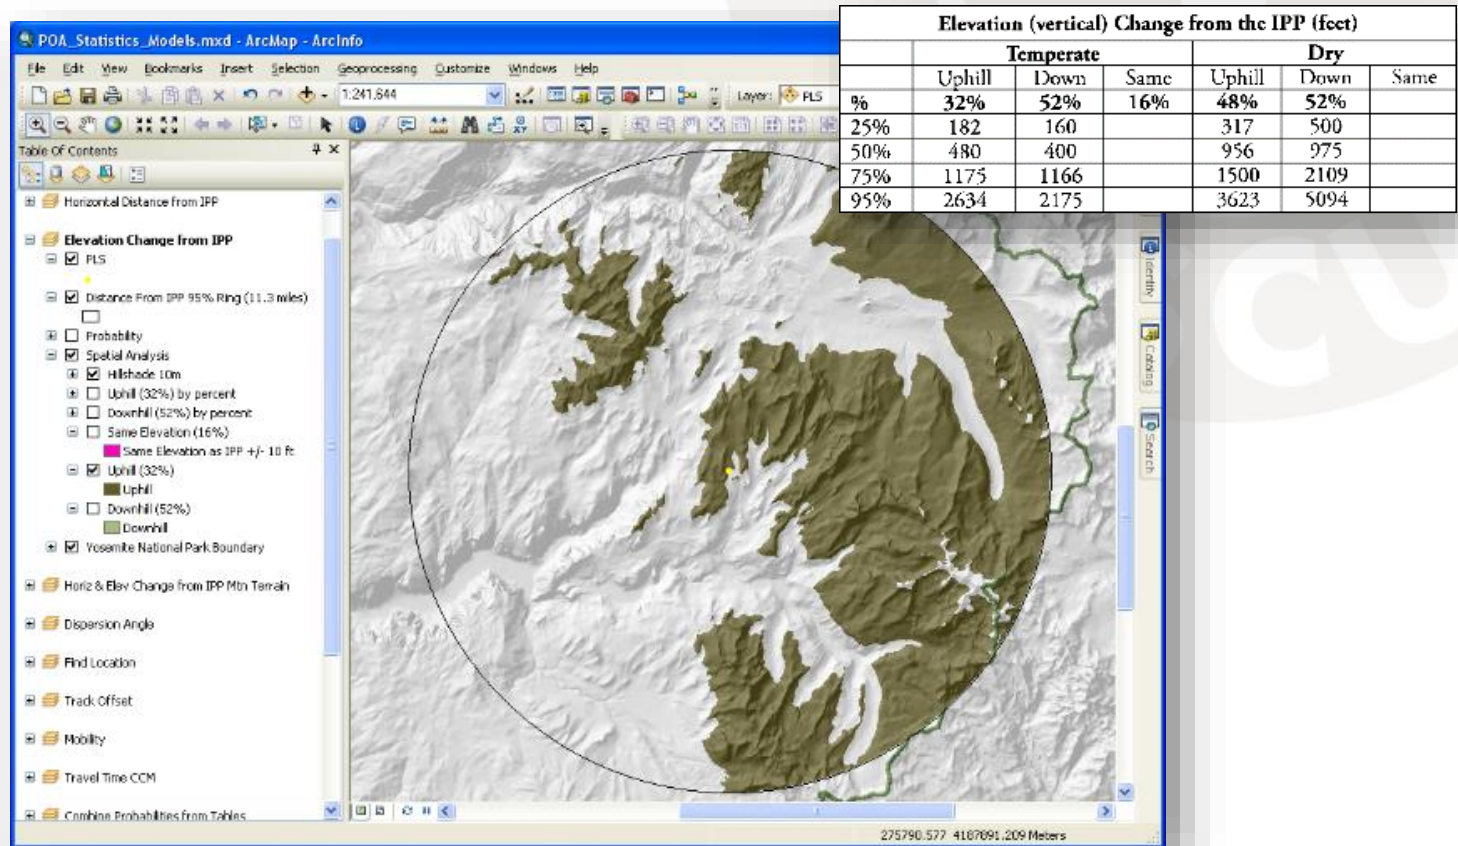 POA_Statistics_Models.mxd - ArcMap - ArcInfo
File Edit View Bookmarks Insert Selection Geoprocessing Customize Windows Help
1:241,644 Layer: PLS
Table Of Contents
Horizontal Distance from IPP
Elevation Change from IPP
PLS
Distance From IPP 95% Ring (11.3 miles)
Probability
Spatial Analysis
Hillshade 10m
Uphill (32%) by percent
Downhill (52%) by percent
Same Elevation (16%)
Same Elevation as IPP +/- 10 ft
Uphill (32%)
Uphill
Downhill (52%)
Downhill
Yosemite National Park Boundary
Horiz & Elev Change from IPP Mtn Terrain
Dispersion Angle
Find Location
Track Offset
Mobility
Travel Time CCM
Combine Probabilities from Tables
Elevation (vertical) Change from the IPP (feet)
Temperate Dry
Uphill Down Same Uphill Down Same
% 32% 52% 16% 48% 52%
25% 182 160 317 500
50% 480 400 956 975
75% 1175 1166 1500 2109
95% 2634 2175 3623 5094
Identify
Catalog
Search
275790.577 4187891.209 Meters